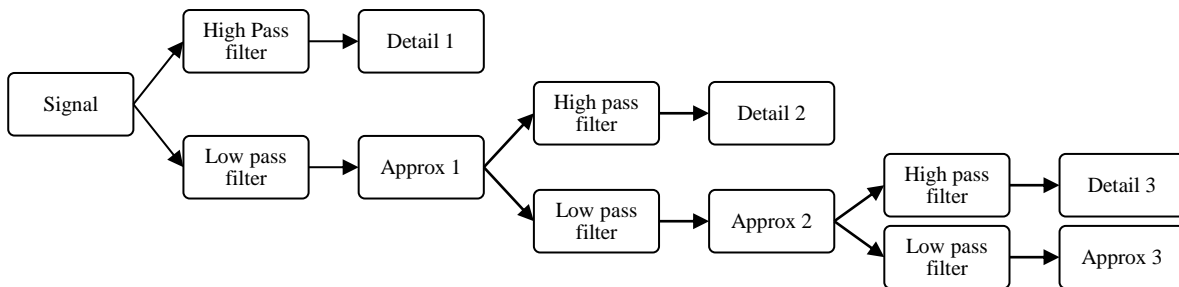 High Pass
filter
Detail 1
Signal
Low pass
filter
Approx 1
High pass
filter
Detail 2
Low pass
filter
Approx 2
High pass
filter
Detail 3
Low pass
filter
Approx 3